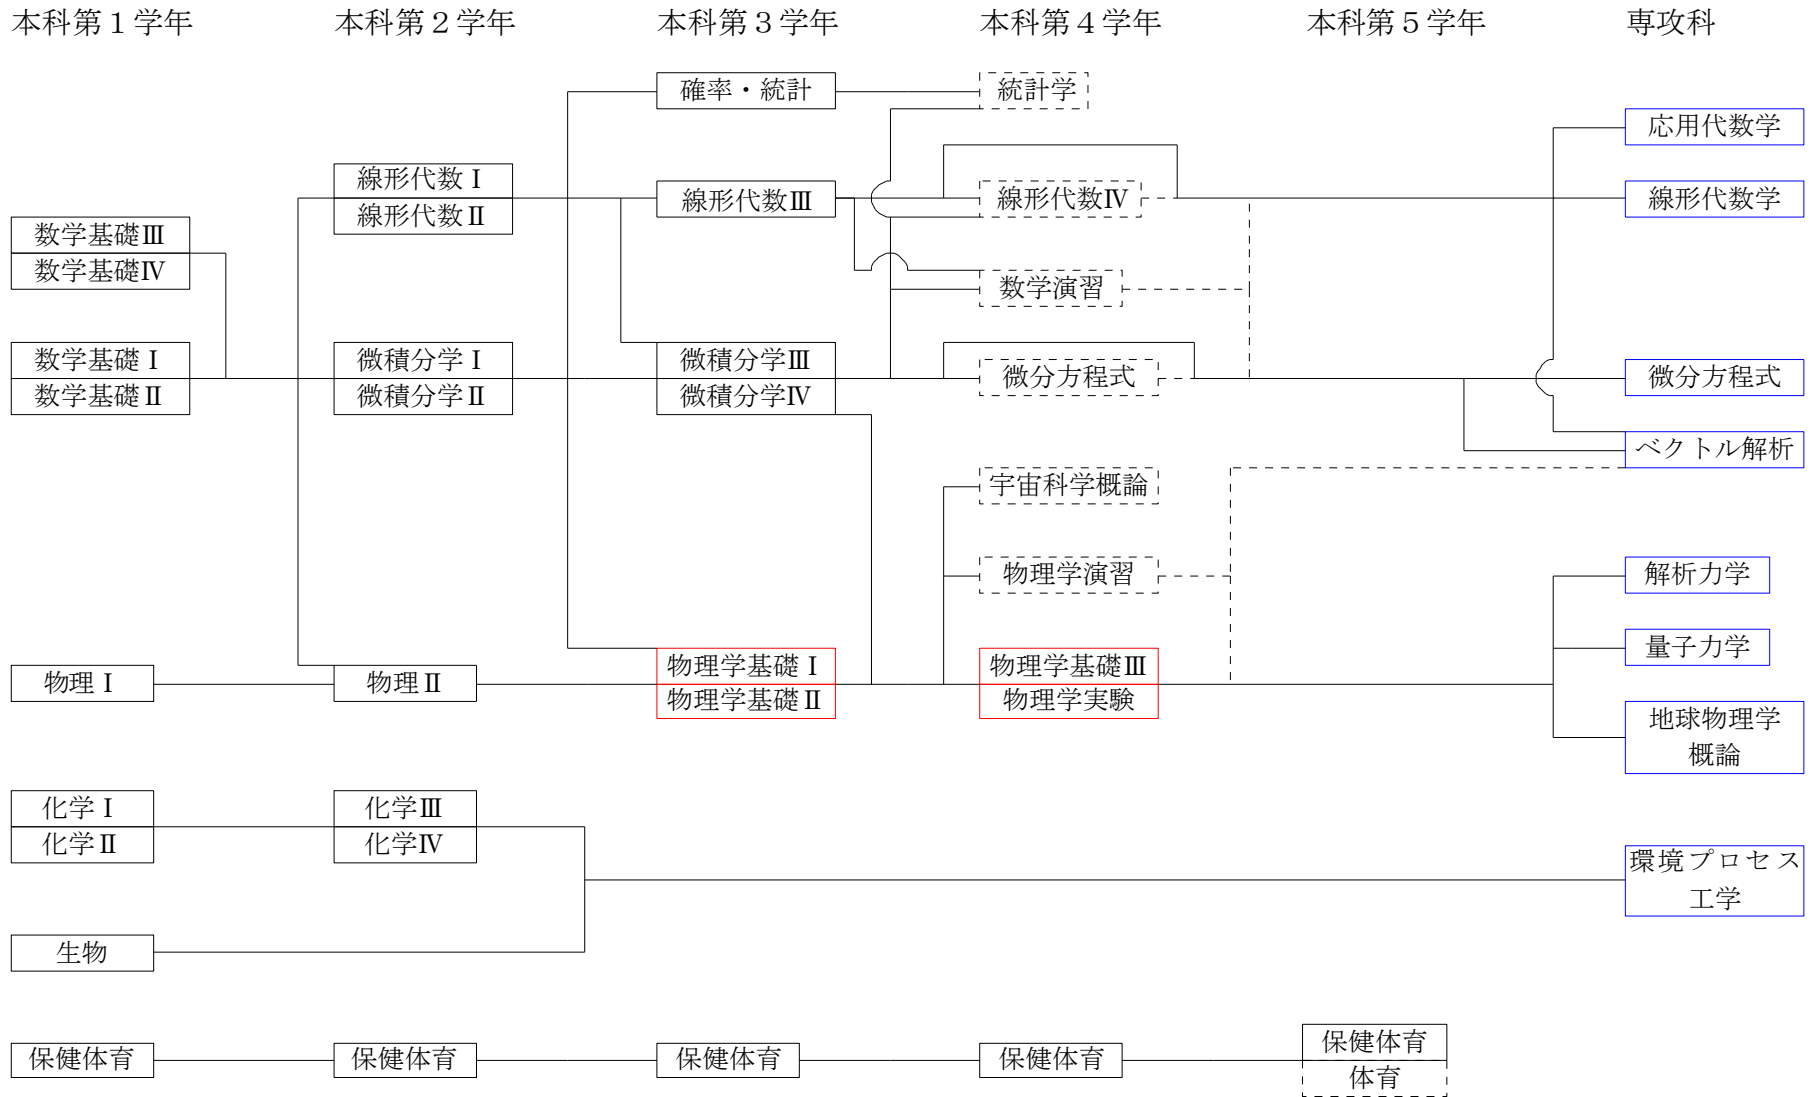 本科第１学年
本科第２学年
本科第３学年
本科第４学年
本科第５学年
専攻科
確率・統計
統計学
応用代数学
線形代数Ⅰ
線形代数Ⅱ
線形代数Ⅲ
線形代数Ⅳ
線形代数学
数学基礎Ⅲ
数学基礎Ⅳ
数学演習
数学基礎Ⅰ
数学基礎Ⅱ
微積分学Ⅰ
微積分学Ⅱ
微積分学Ⅲ
微積分学Ⅳ
微分方程式
微分方程式
ベクトル解析
宇宙科学概論
物理学演習
解析力学
物理Ⅰ
物理Ⅱ
物理学基礎Ⅰ
物理学基礎Ⅱ
物理学基礎Ⅲ
物理学実験
量子力学
地球物理学
概論
化学Ⅰ
化学Ⅱ
化学Ⅲ
化学Ⅳ
環境プロセス
工学
生物
保健体育
保健体育
保健体育
保健体育
保健体育
体育